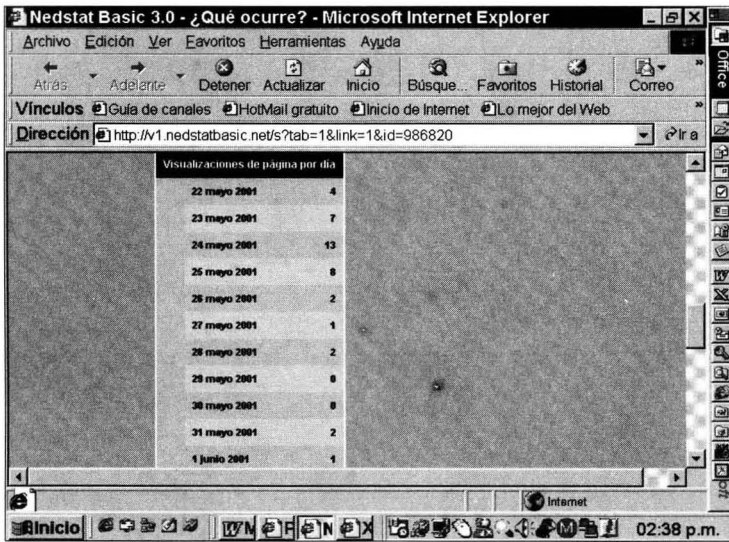 Nedstat Basic 3.0 - ¿Qué ocurre? - Microsoft Internet Explorer
Archivo Edición Ver Favoritos Herramientas Ayuda
Atrás Adelante Detener Actualizar Inicio Búsque... Favoritos Historial Correo
Vínculos Guía de canales HotMail gratuito Inicio de Internet Lo mejor del Web
Dirección http://v1.nedstatbasic.net/s?tab=1&link=1&id=986820 Ir a
Office
Visualizaciones de página por día
22 mayo 2001 4
23 mayo 2001 7
24 mayo 2001 13
25 mayo 2001
26 mayo 2001 2
27 mayo 2001 1
28 mayo 2001 2
29 mayo 2001
30 mayo 2001
31 mayo 2001 2
1 junio 2001 1
Internet
Inicio 02:38 p.m.